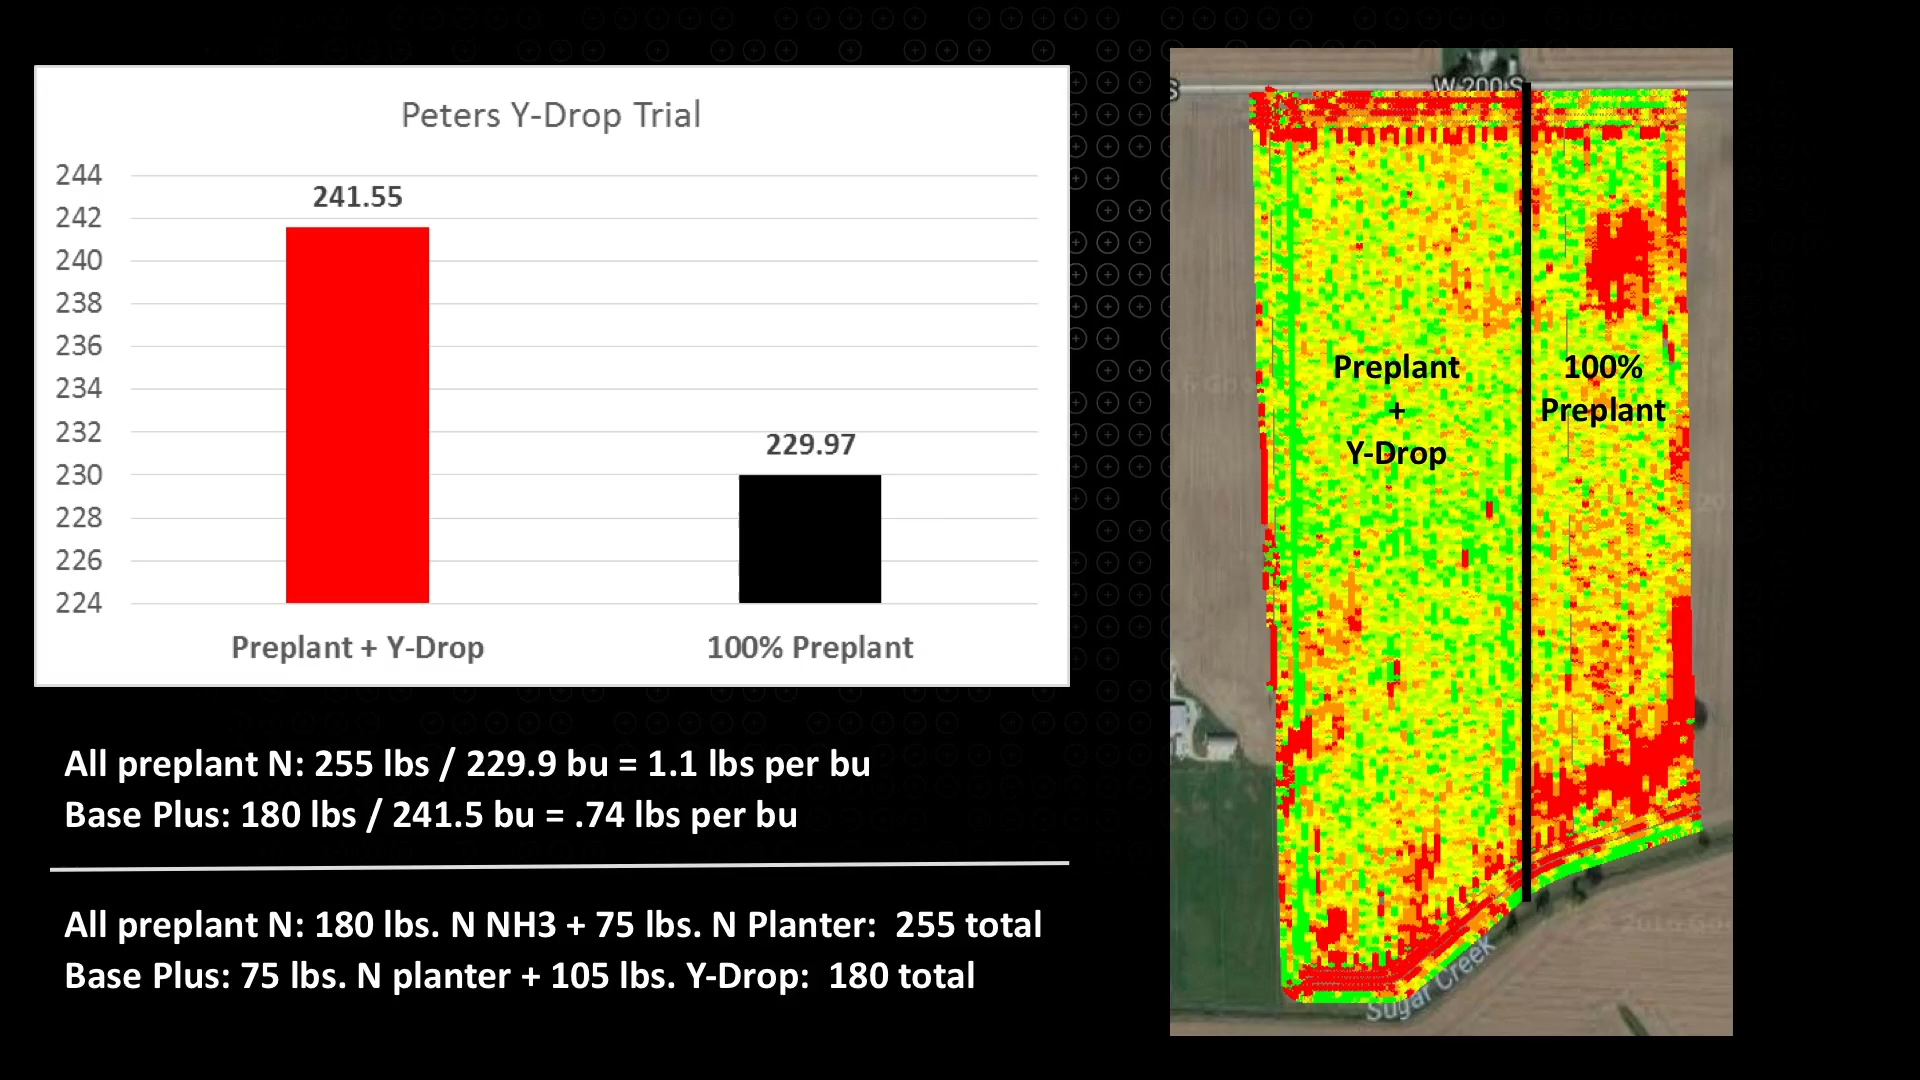 Peters Y-Drop Trial
244
242
240
238
236
234
232
230
228
226
224
241.55
229.97
Preplant + Y-Drop
100% Preplant
All preplant N: 255 lbs / 229.9 bu = 1.1 lbs per bu
Base Plus: 180 lbs / 241.5 bu = .74 lbs per bu
All preplant N: 180 lbs. N NH3 + 75 lbs. N Planter: 255 total
Base Plus: 75 lbs. N planter + 105 lbs. Y-Drop: 180 total
W 200 S
Preplant
+
Y-Drop
100%
Preplant
Sugar Creek